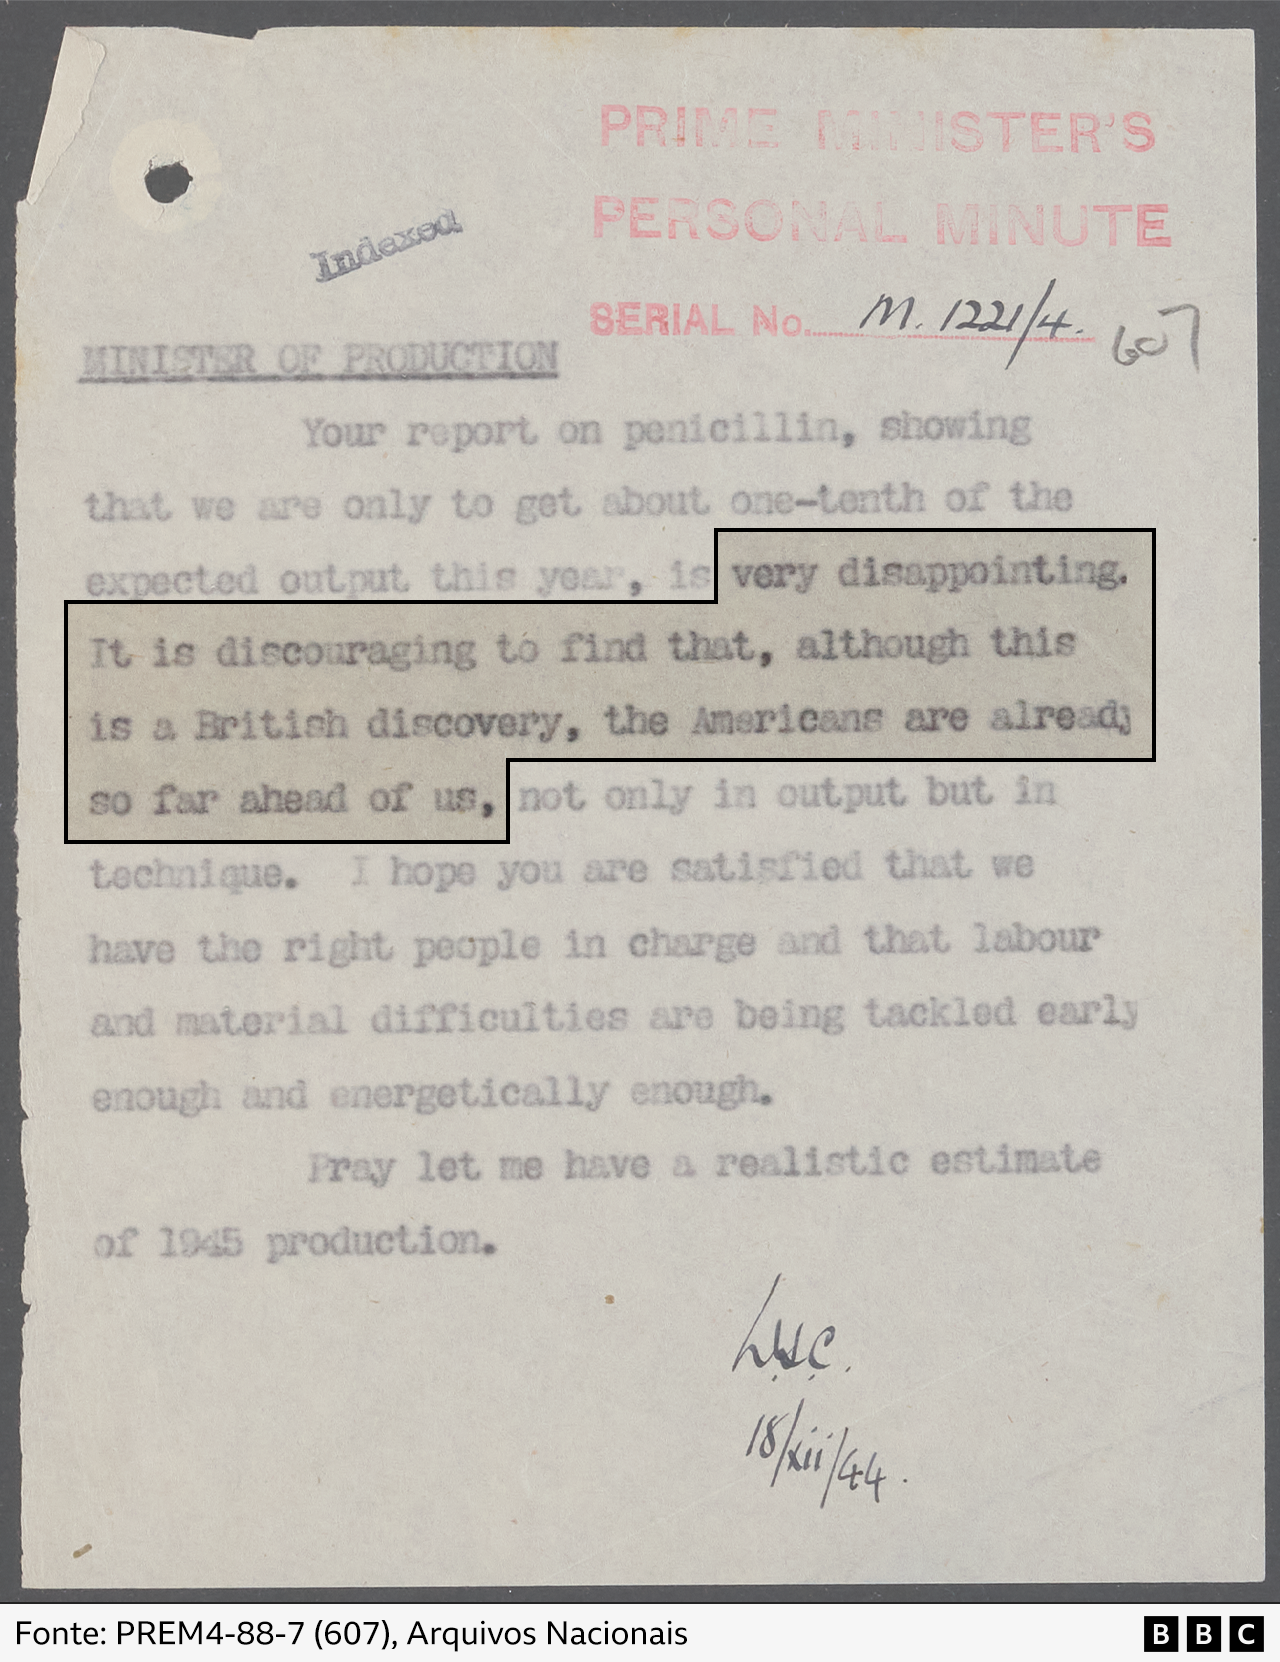 PRIME MINISTER'S
PERSONAL MINUTE
Indexed
SERIAL No. M. 1221/4.
607
MINISTER OF PRODUCTION
Your report on penicillin, showing
that we are only to get about one-tenth of the
expected output this year, is very disappointing.
It is discouraging to find that, although this
is a British discovery, the Americans are already
so far ahead of us, not only in output but in
technique. I hope you are satisfied that we
have the right people in charge and that labour
and material difficulties are being tackled early
enough and energetically enough.
Pray let me have a realistic estimate
of 1945 production.
W.S.C.
18/xii/44.
Fonte: PREM4-88-7 (607), Arquivos Nacionais
BBC